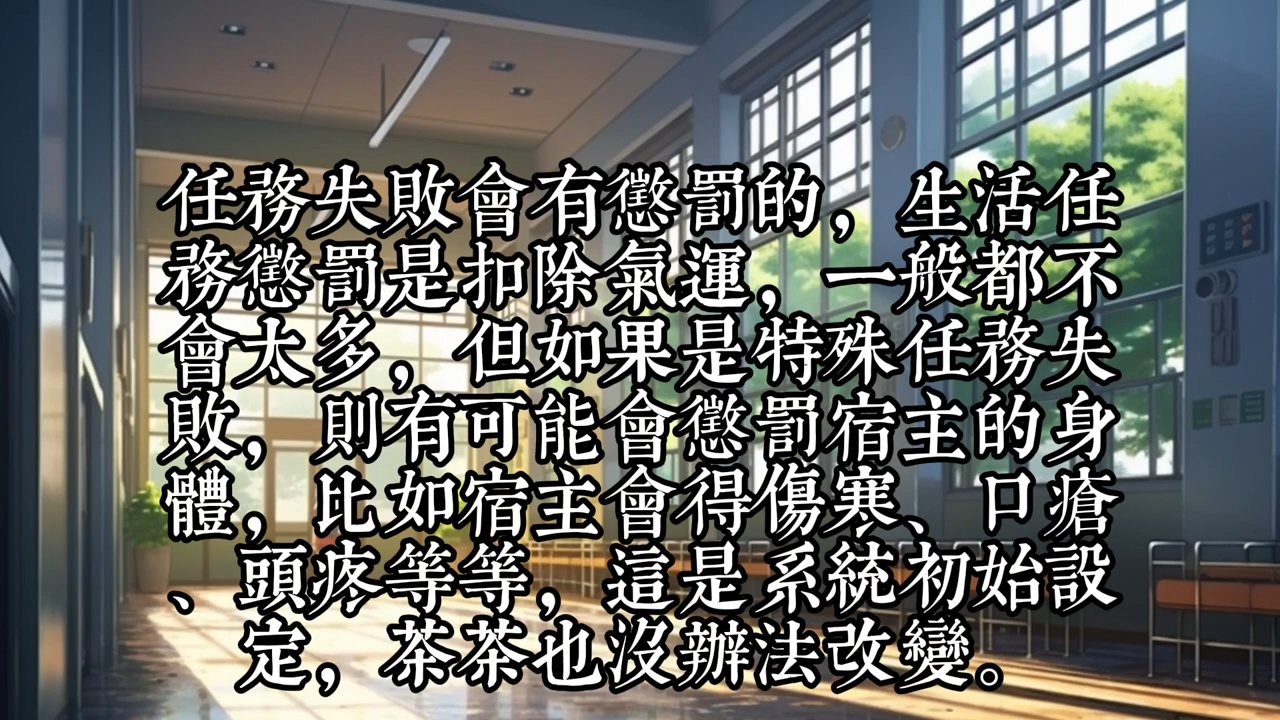 任務失敗會有懲罰的，生活任
務懲罰是扣除氣運，一般都不
會太多，但如果是特殊任務失
敗，則有可能會懲罰宿主的身
體，比如宿主會得傷寒、口瘡
、頭疼等等，這是系統初始設
定，茶茶也沒辦法改變。